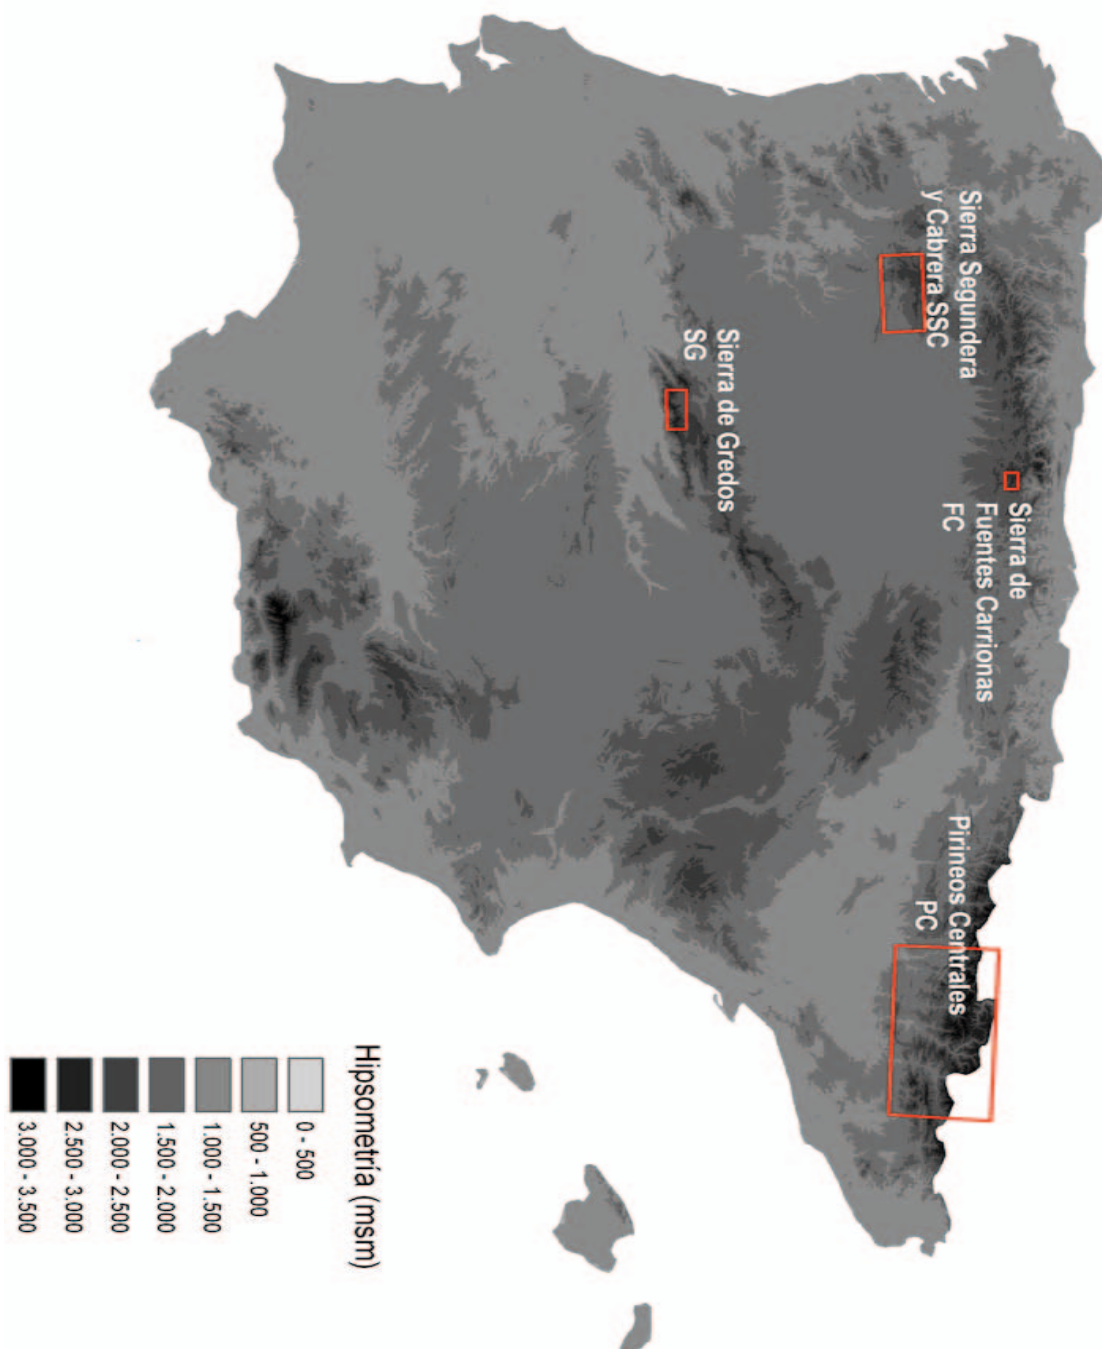 Sierra Segundera
y Cabrera SSC
Sierra de
Fuentes Carrionas
FC
Sierra de Gredos
SG
Pirineos Centrales
PC
Hipsometría (msm)
0 - 500
500 - 1.000
1.000 - 1.500
1.500 - 2.000
2.000 - 2.500
2.500 - 3.000
3.000 - 3.500